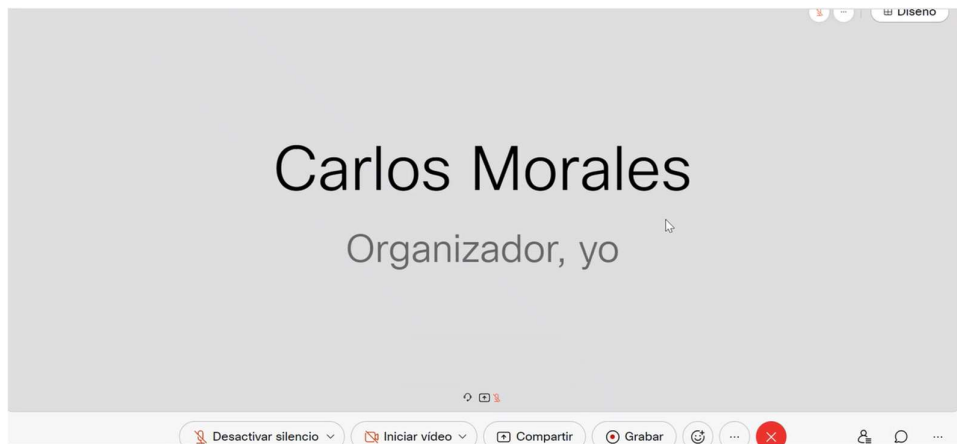 Diseño
Carlos Morales
Organizador, yo
Desactivar silencio
Iniciar vídeo
Compartir
Grabar